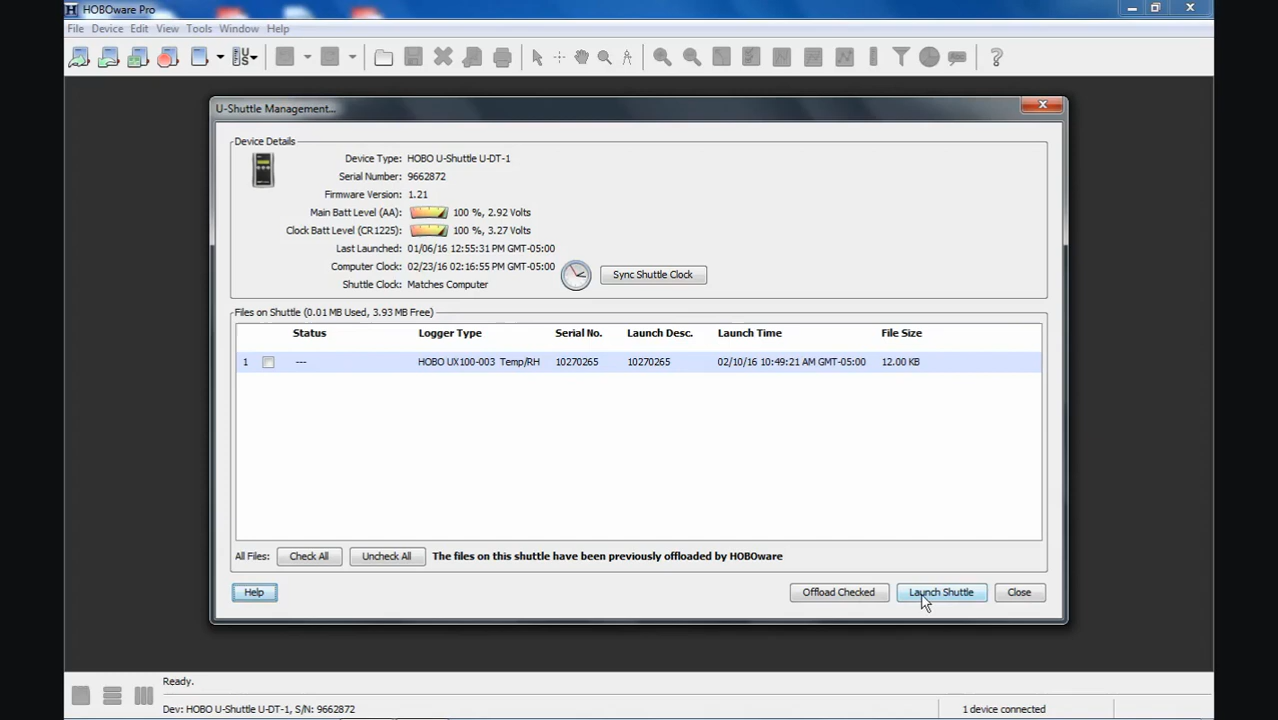 HOBOware Pro
File Device Edit View Tools Window Help
U-Shuttle Management...
Device Details
Device Type: HOBO U-Shuttle U-DT-1
Serial Number: 9662872
Firmware Version: 1.21
Main Batt Level (AA): 100 %, 2.92 Volts
Clock Batt Level (CR1225): 100 %, 3.27 Volts
Last Launched: 01/06/16 12:55:31 PM GMT-05:00
Computer Clock: 02/23/16 02:16:55 PM GMT-05:00 Sync Shuttle Clock
Shuttle Clock: Matches Computer
Files on Shuttle (0.01 MB Used, 3.93 MB Free)
Status Logger Type Serial No. Launch Desc. Launch Time File Size
1 --- HOBO UX100-003 Temp/RH 10270265 10270265 02/10/16 10:49:21 AM GMT-05:00 12.00 KB
All Files: Check All Uncheck All The files on this shuttle have been previously offloaded by HOBOware
Help Offload Checked Launch Shuttle Close
Ready.
Dev: HOBO U-Shuttle U-DT-1, S/N: 9662872 1 device connected